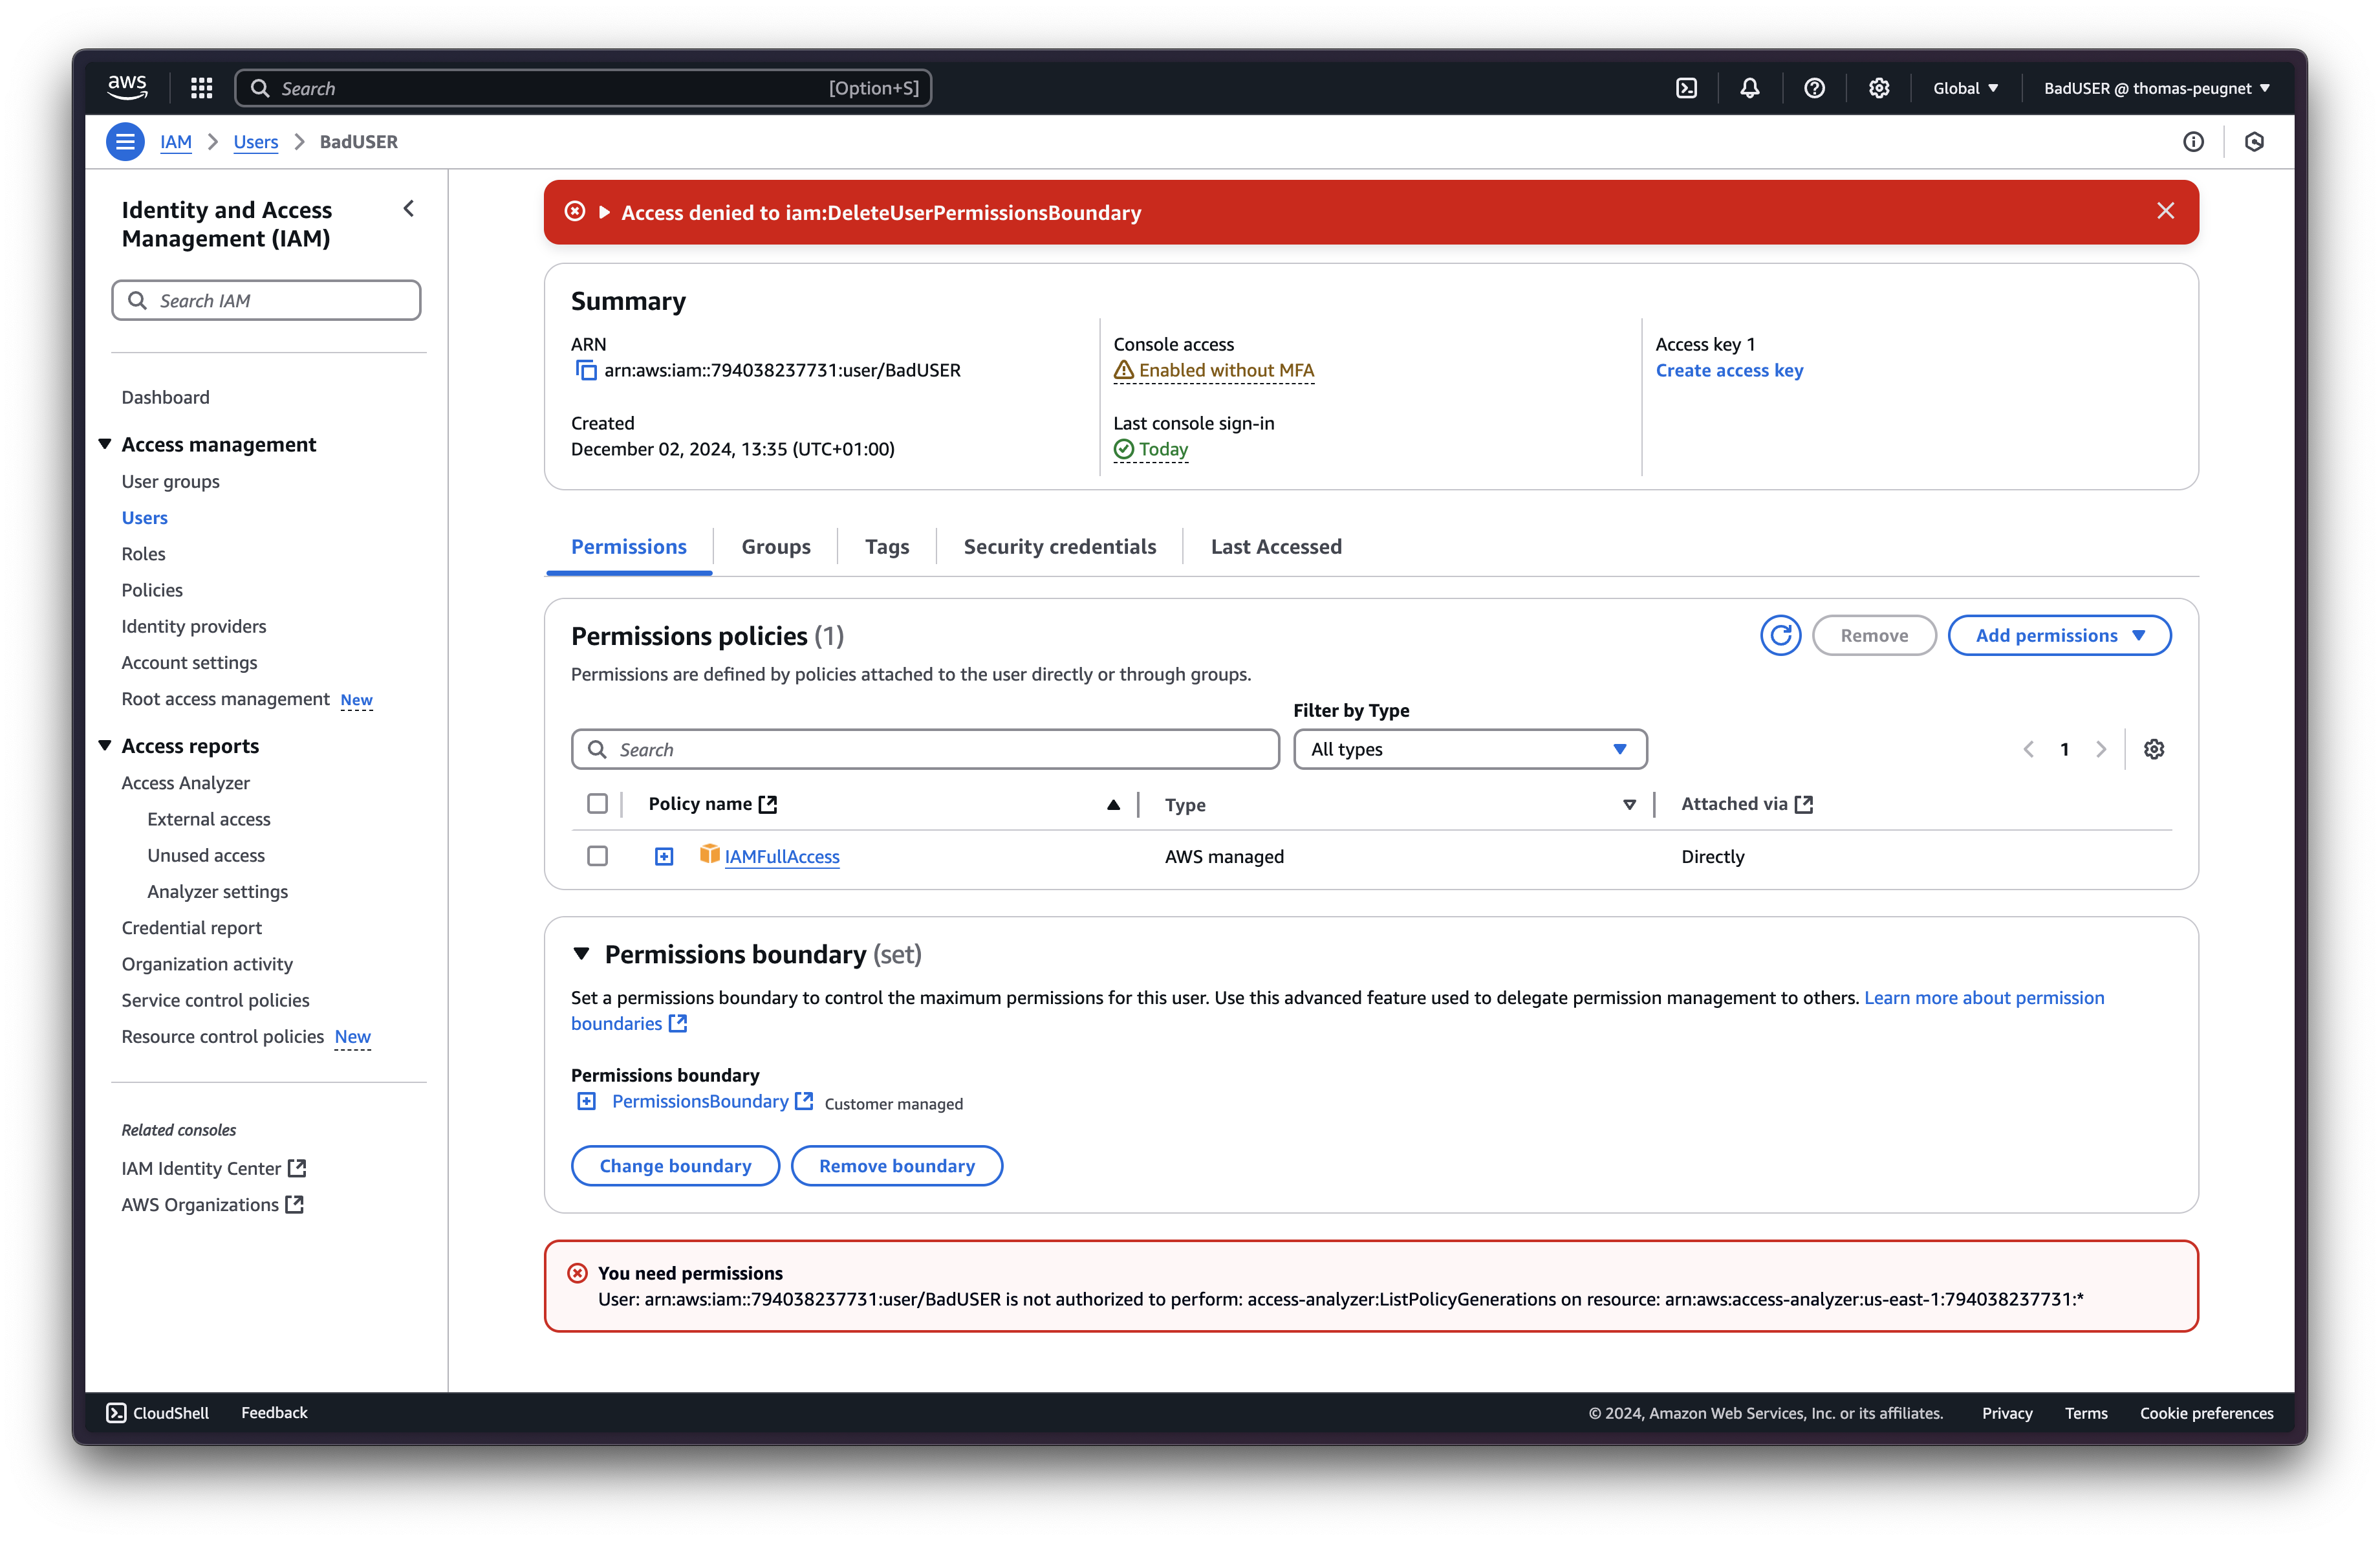 aws
Search [Option+S]
Global
BadUSER @ thomas-peugnet
IAM
Users
BadUSER
Identity and Access
Management (IAM)
Search IAM
Dashboard
Access management
User groups
Users
Roles
Policies
Identity providers
Account settings
Root access management New
Access reports
Access Analyzer
External access
Unused access
Analyzer settings
Credential report
Organization activity
Service control policies
Resource control policies New
Related consoles
IAM Identity Center
AWS Organizations
Access denied to iam:DeleteUserPermissionsBoundary
Summary
ARN
arn:aws:iam::794038237731:user/BadUSER
Created
December 02, 2024, 13:35 (UTC+01:00)
Console access
Enabled without MFA
Last console sign-in
Today
Access key 1
Create access key
Permissions
Groups
Tags
Security credentials
Last Accessed
Permissions policies (1)
Remove
Add permissions
Permissions are defined by policies attached to the user directly or through groups.
Search
Filter by Type
All types
1
Policy name
Type
Attached via
IAMFullAccess
AWS managed
Directly
Permissions boundary (set)
Set a permissions boundary to control the maximum permissions for this user. Use this advanced feature used to delegate permission management to others. Learn more about permission
boundaries
Permissions boundary
PermissionsBoundary Customer managed
Change boundary
Remove boundary
You need permissions
User: arn:aws:iam::794038237731:user/BadUSER is not authorized to perform: access-analyzer:ListPolicyGenerations on resource: arn:aws:access-analyzer:us-east-1:794038237731:*
CloudShell
Feedback
© 2024, Amazon Web Services, Inc. or its affiliates.
Privacy
Terms
Cookie preferences